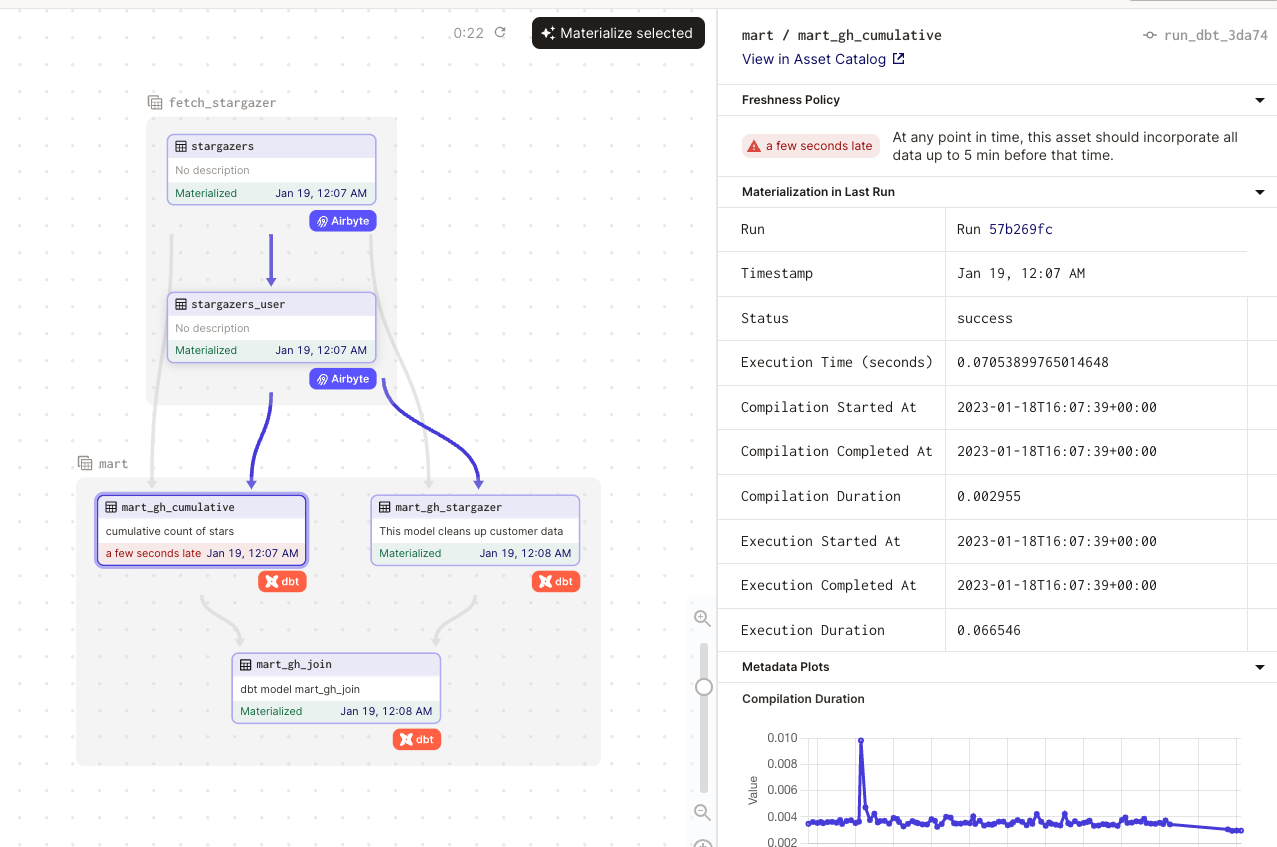 0:22
Materialize selected
fetch_stargazer
stargazers
No description
Materialized Jan 19, 12:07 AM
Airbyte
stargazers_user
No description
Materialized Jan 19, 12:07 AM
Airbyte
mart
mart_gh_cumulative
cumulative count of stars
a few seconds late Jan 19, 12:07 AM
dbt
mart_gh_stargazer
This model cleans up customer data
Materialized Jan 19, 12:08 AM
dbt
mart_gh_join
dbt model mart_gh_join
Materialized Jan 19, 12:08 AM
dbt
mart / mart_gh_cumulative
run_dbt_3da74
View in Asset Catalog
Freshness Policy
a few seconds late
At any point in time, this asset should incorporate all
data up to 5 min before that time.
Materialization in Last Run
Run Run 57b269fc
Timestamp Jan 19, 12:07 AM
Status success
Execution Time (seconds) 0.07053899765014648
Compilation Started At 2023-01-18T16:07:39+00:00
Compilation Completed At 2023-01-18T16:07:39+00:00
Compilation Duration 0.002955
Execution Started At 2023-01-18T16:07:39+00:00
Execution Completed At 2023-01-18T16:07:39+00:00
Execution Duration 0.066546
Metadata Plots
Compilation Duration
Value
0.010
0.008
0.006
0.004
0.002